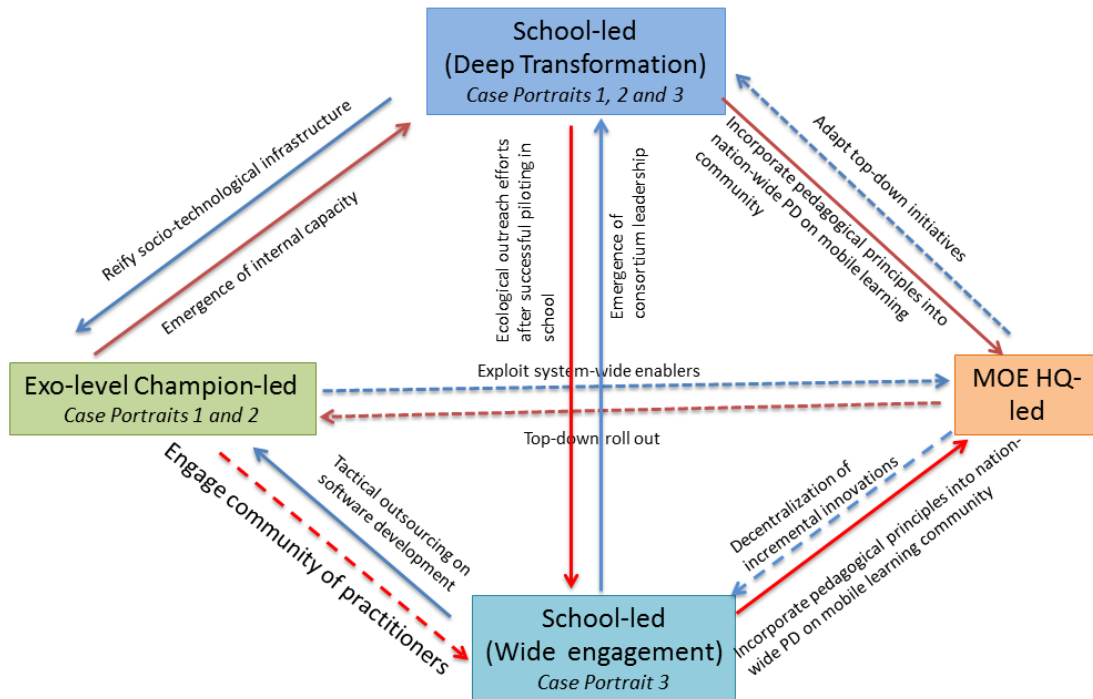 School-led
(Deep Transformation)
Case Portraits 1, 2 and 3
Reify socio-technological infrastructure
Emergence of internal capacity
Ecological outreach efforts
after successful piloting in
school
Emergence of
consortium leadership
Incorporate pedagogical principles into
nation-wide PD on mobile learning
community
Adapt top-down initiatives
Exo-level Champion-led
Case Portraits 1 and 2
Exploit system-wide enablers
Top-down roll out
MOE HQ-
led
Engage community of practitioners
Tactical outsourcing on
software development
Decentralization of
incremental innovations
Incorporate pedagogical principles into nation-
wide PD on mobile learning community
School-led
(Wide engagement)
Case Portrait 3